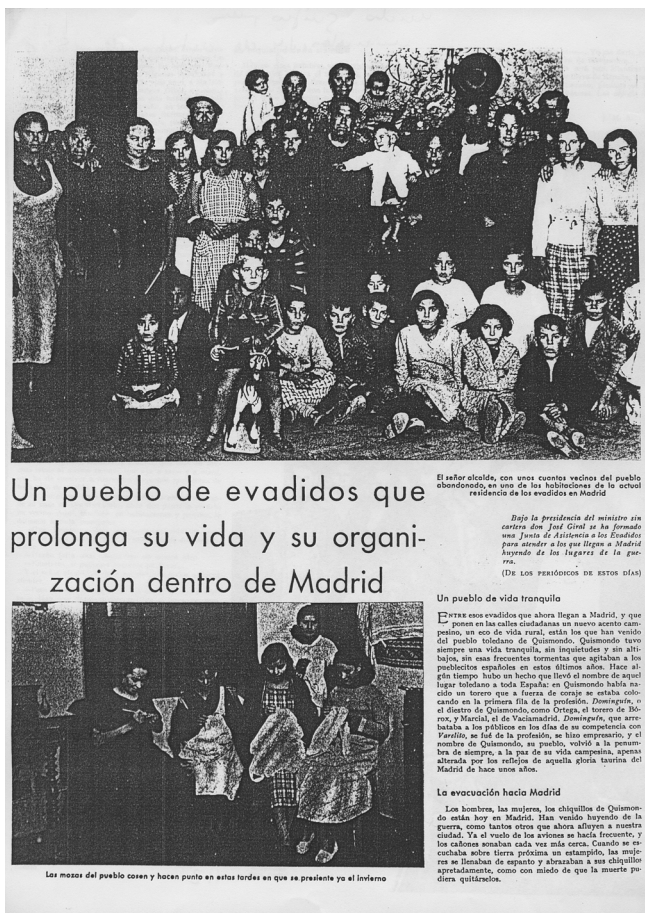 El señor alcalde, con unos cuantos vecinos del pueblo
abandonado, en una de las habitaciones de la actual
residencia de los evadidos en Madrid
Un pueblo de evadidos que
prolonga su vida y su organi-
zación dentro de Madrid
Bajo la presidencia del ministro sin
cartera don José Giral se ha formado
una Junta de Asistencia a los Evadidos
para atender a los que llegan a Madrid
huyendo de los lugares de la gue-
rra.
(DE LOS PERIÓDICOS DE ESTOS DÍAS)
Un pueblo de vida tranquila
ENTRE esos evadidos que ahora llegan a Madrid, y que
ponen en las calles ciudadanas un nuevo acento cam-
pesino, un eco de vida rural, están los que han venido
del pueblo toledano de Quismondo. Quismondo tuvo
siempre una vida tranquila, sin inquietudes y sin alti-
bajos, sin esas frecuentes tormentas que agitaban a los
pueblecitos españoles en estos últimos años. Hace al-
gún tiempo hubo un hecho que llevó el nombre de aquel
lugar toledano a toda España: en Quismondo había na-
cido un torero que a fuerza de coraje se estaba colo-
cando en la primera fila de la profesión. Dominguín,
el diestro de Quismondo, como Ortega, el torero de Bó-
rox, y Marcial, el de Vaciamadrid. Dominguín, que arre-
bataba a los públicos en los días de su competencia con
Varelito, se fué de la profesión, se hizo empresario, y el
nombre de Quismondo, su pueblo, volvió a la penum-
bra de siempre, a la paz de su vida campesina, apenas
alterada por los reflejos de aquella gloria taurina del
Madrid de hace unos años.
La evacuación hacia Madrid
Los hombres, las mujeres, los chiquillos de Quismon-
do están hoy en Madrid. Han venido huyendo de la
guerra, como tantos otros que ahora afluyen a nuestra
ciudad. Ya el vuelo de los aviones se hacía frecuente, y
los cañones sonaban cada vez más cerca. Cuando se es-
cuchaba sobre tierra próxima un estampido, las muje-
res se llenaban de espanto y abrazaban a sus chiquillos
apretadamente, como con miedo de que la muerte pu-
diera quitárselos.
Las mozas del pueblo cosen y hacen punto en estas tardes en que se presiente ya el invierno